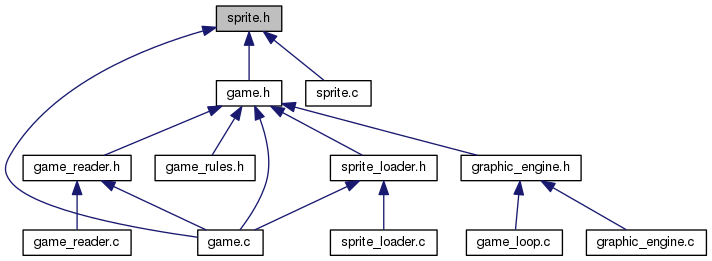 sprite.h
game.h
sprite.c
game_reader.h
game_rules.h
sprite_loader.h
graphic_engine.h
game_reader.c
game.c
sprite_loader.c
game_loop.c
graphic_engine.c